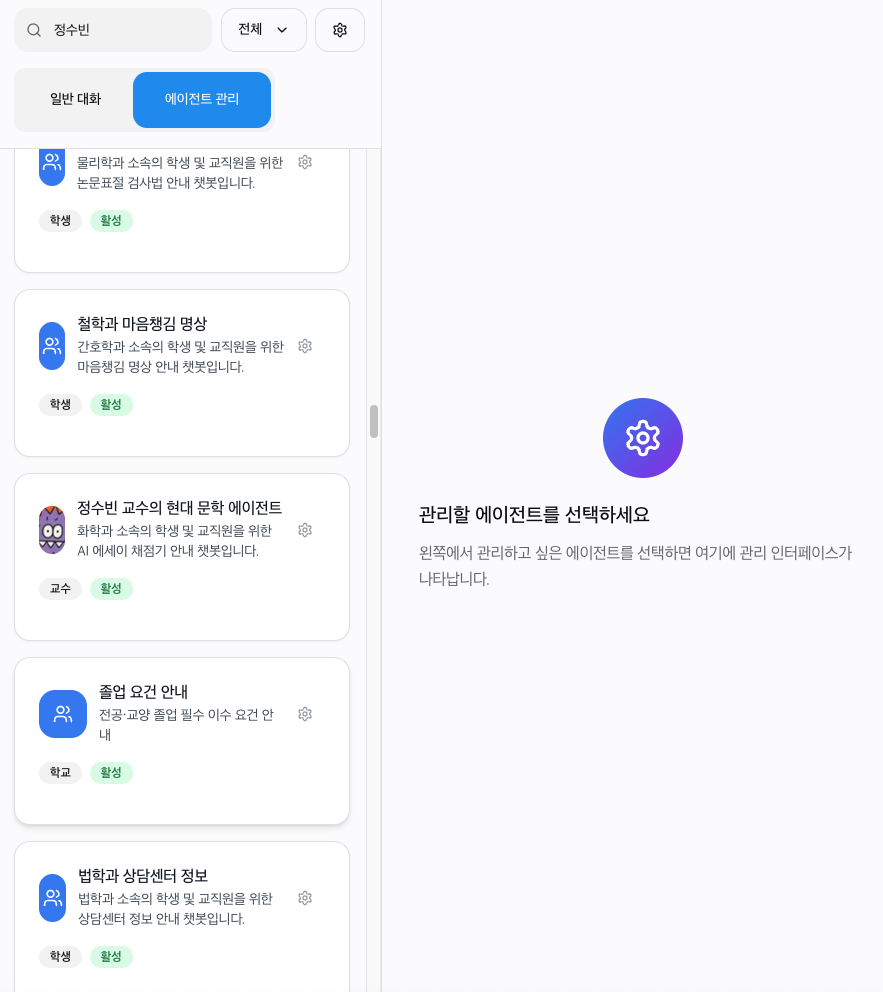 정수빈
전체
일반 대화
에이전트 관리
물리학과 소속의 학생 및 교직원을 위한
논문표절 검사법 안내 챗봇입니다.
학생
활성
철학과 마음챙김 명상
간호학과 소속의 학생 및 교직원을 위한
마음챙김 명상 안내 챗봇입니다.
학생
활성
정수빈 교수의 현대 문학 에이전트
화학과 소속의 학생 및 교직원을 위한
AI 에세이 채점기 안내 챗봇입니다.
교수
활성
졸업 요건 안내
전공·교양 졸업 필수 이수 요건 안
내
학교
활성
법학과 상담센터 정보
법학과 소속의 학생 및 교직원을 위한
상담센터 정보 안내 챗봇입니다.
학생
활성
관리할 에이전트를 선택하세요
왼쪽에서 관리하고 싶은 에이전트를 선택하면 여기에 관리 인터페이스가
나타납니다.